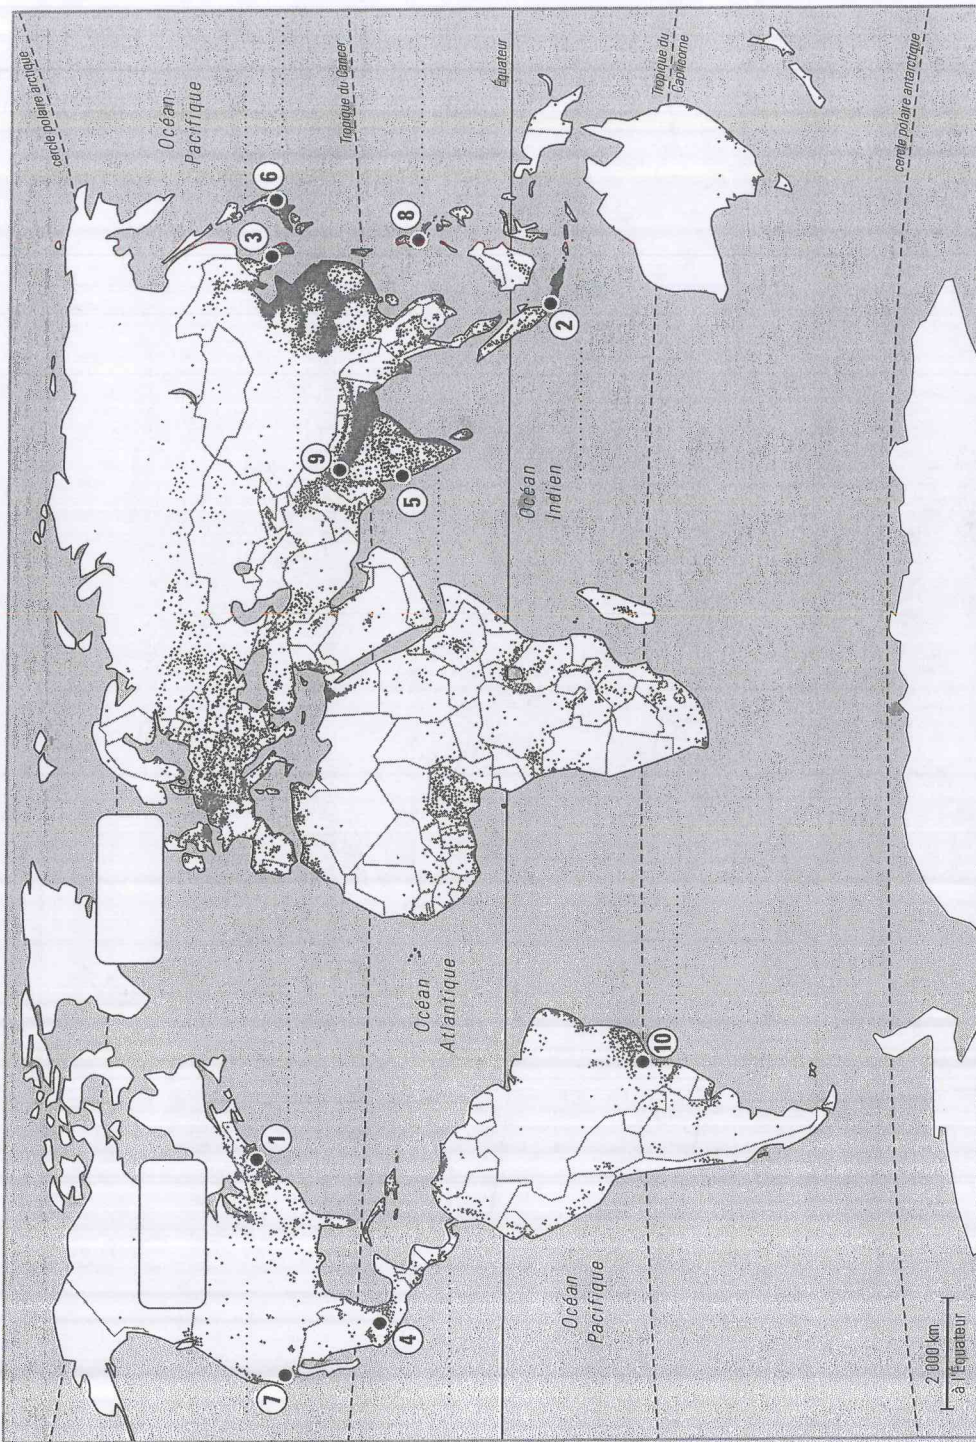 cercle polaire arctique
Océan
Pacifique
Tropique du Cancer
Équateur
Tropique du
Capricorne
cercle polaire antarctique
6
3
8
2
9
5
Océan
Indien
Océan
Atlantique
1
10
7
4
Océan
Pacifique
2 000 km
à l'Équateur